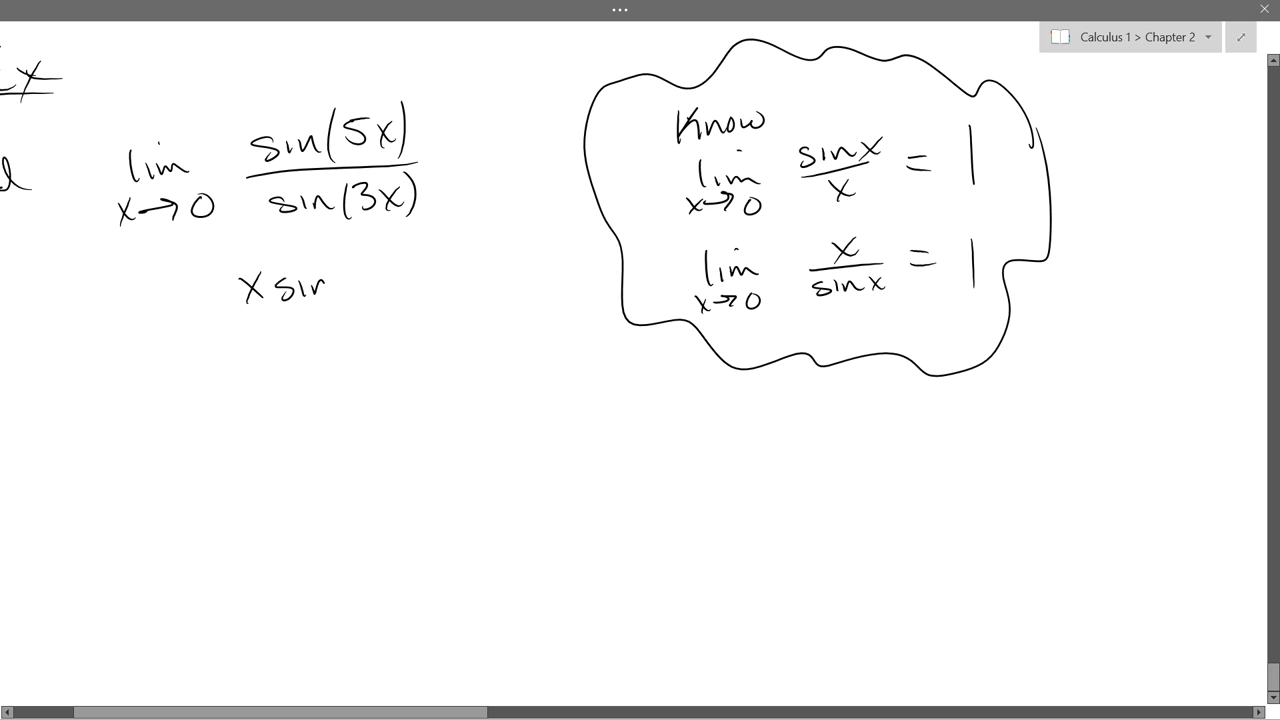 Calculus 1 > Chapter 2
lim x→0 sin(5x)/sin(3x)
x sin
Know
lim x→0 sinx/x = 1
lim x→0 x/sinx = 1